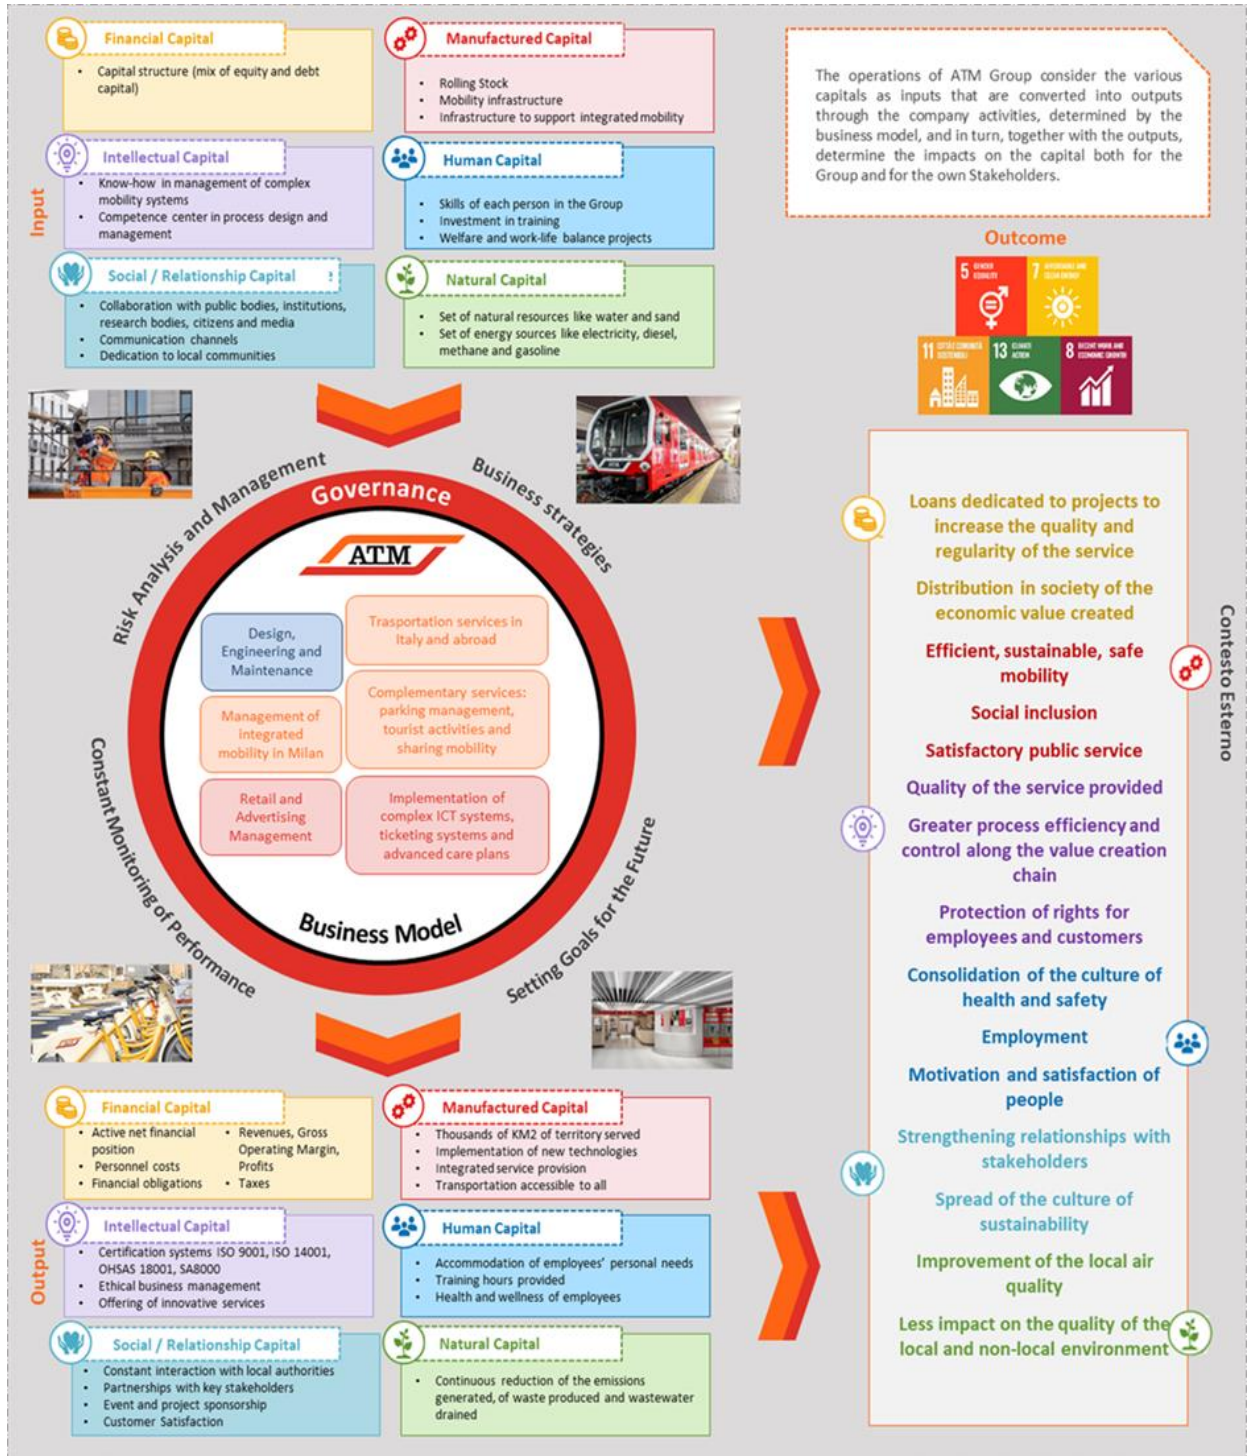 Financial Capital
• Capital structure (mix of equity and debt
capital)
Manufactured Capital
• Rolling Stock
• Mobility infrastructure
• Infrastructure to support integrated mobility
The operations of ATM Group consider the various
capitals as inputs that are converted into outputs
through the company activities, determined by the
business model, and in turn, together with the outputs,
determine the impacts on the capital both for the
Group and for the own Stakeholders.
Input
Intellectual Capital
• Know-how in management of complex
mobility systems
• Competence center in process design and
management
Human Capital
• Skills of each person in the Group
• Investment in training
• Welfare and work-life balance projects
Social / Relationship Capital
• Collaboration with public bodies, institutions,
research bodies, citizens and media
• Communication channels
• Dedication to local communities
Natural Capital
• Set of natural resources like water and sand
• Set of energy sources like electricity, diesel,
methane and gasoline
Outcome
5 GENDER
EQUALITY
7 AFFORDABLE AND
CLEAN ENERGY
11 CITTÀ E COMUNITÀ
SOSTENIBILI
13 CLIMATE
ACTION
8 DECENT WORK AND
ECONOMIC GROWTH
Risk Analysis and Management
Business strategies
Constant Monitoring of Performance
Setting Goals for the Future
Governance
ATM
Design,
Engineering and
Maintenance
Trasportation services in
Italy and abroad
Management of
integrated
mobility in Milan
Complementary services:
parking management,
tourist activities and
sharing mobility
Retail and
Advertising
Management
Implementation of
complex ICT systems,
ticketing systems and
advanced care plans
Business Model
Loans dedicated to projects to
increase the quality and
regularity of the service
Distribution in society of the
economic value created
Efficient, sustainable, safe
mobility
Social inclusion
Satisfactory public service
Quality of the service provided
Greater process efficiency and
control along the value creation
chain
Protection of rights for
employees and customers
Consolidation of the culture of
health and safety
Employment
Motivation and satisfaction of
people
Strengthening relationships with
stakeholders
Spread of the culture of
sustainability
Improvement of the local air
quality
Less impact on the quality of the
local and non-local environment
Contesto Esterno
Output
Financial Capital
• Active net financial
position
• Personnel costs
• Financial obligations
• Revenues, Gross
Operating Margin,
Profits
• Taxes
Manufactured Capital
• Thousands of KM2 of territory served
• Implementation of new technologies
• Integrated service provision
• Transportation accessible to all
Intellectual Capital
• Certification systems ISO 9001, ISO 14001,
OHSAS 18001, SA8000
• Ethical business management
• Offering of innovative services
Human Capital
• Accommodation of employees' personal needs
• Training hours provided
• Health and wellness of employees
Social / Relationship Capital
• Constant interaction with local authorities
• Partnerships with key stakeholders
• Event and project sponsorship
• Customer Satisfaction
Natural Capital
• Continuous reduction of the emissions
generated, of waste produced and wastewater
drained